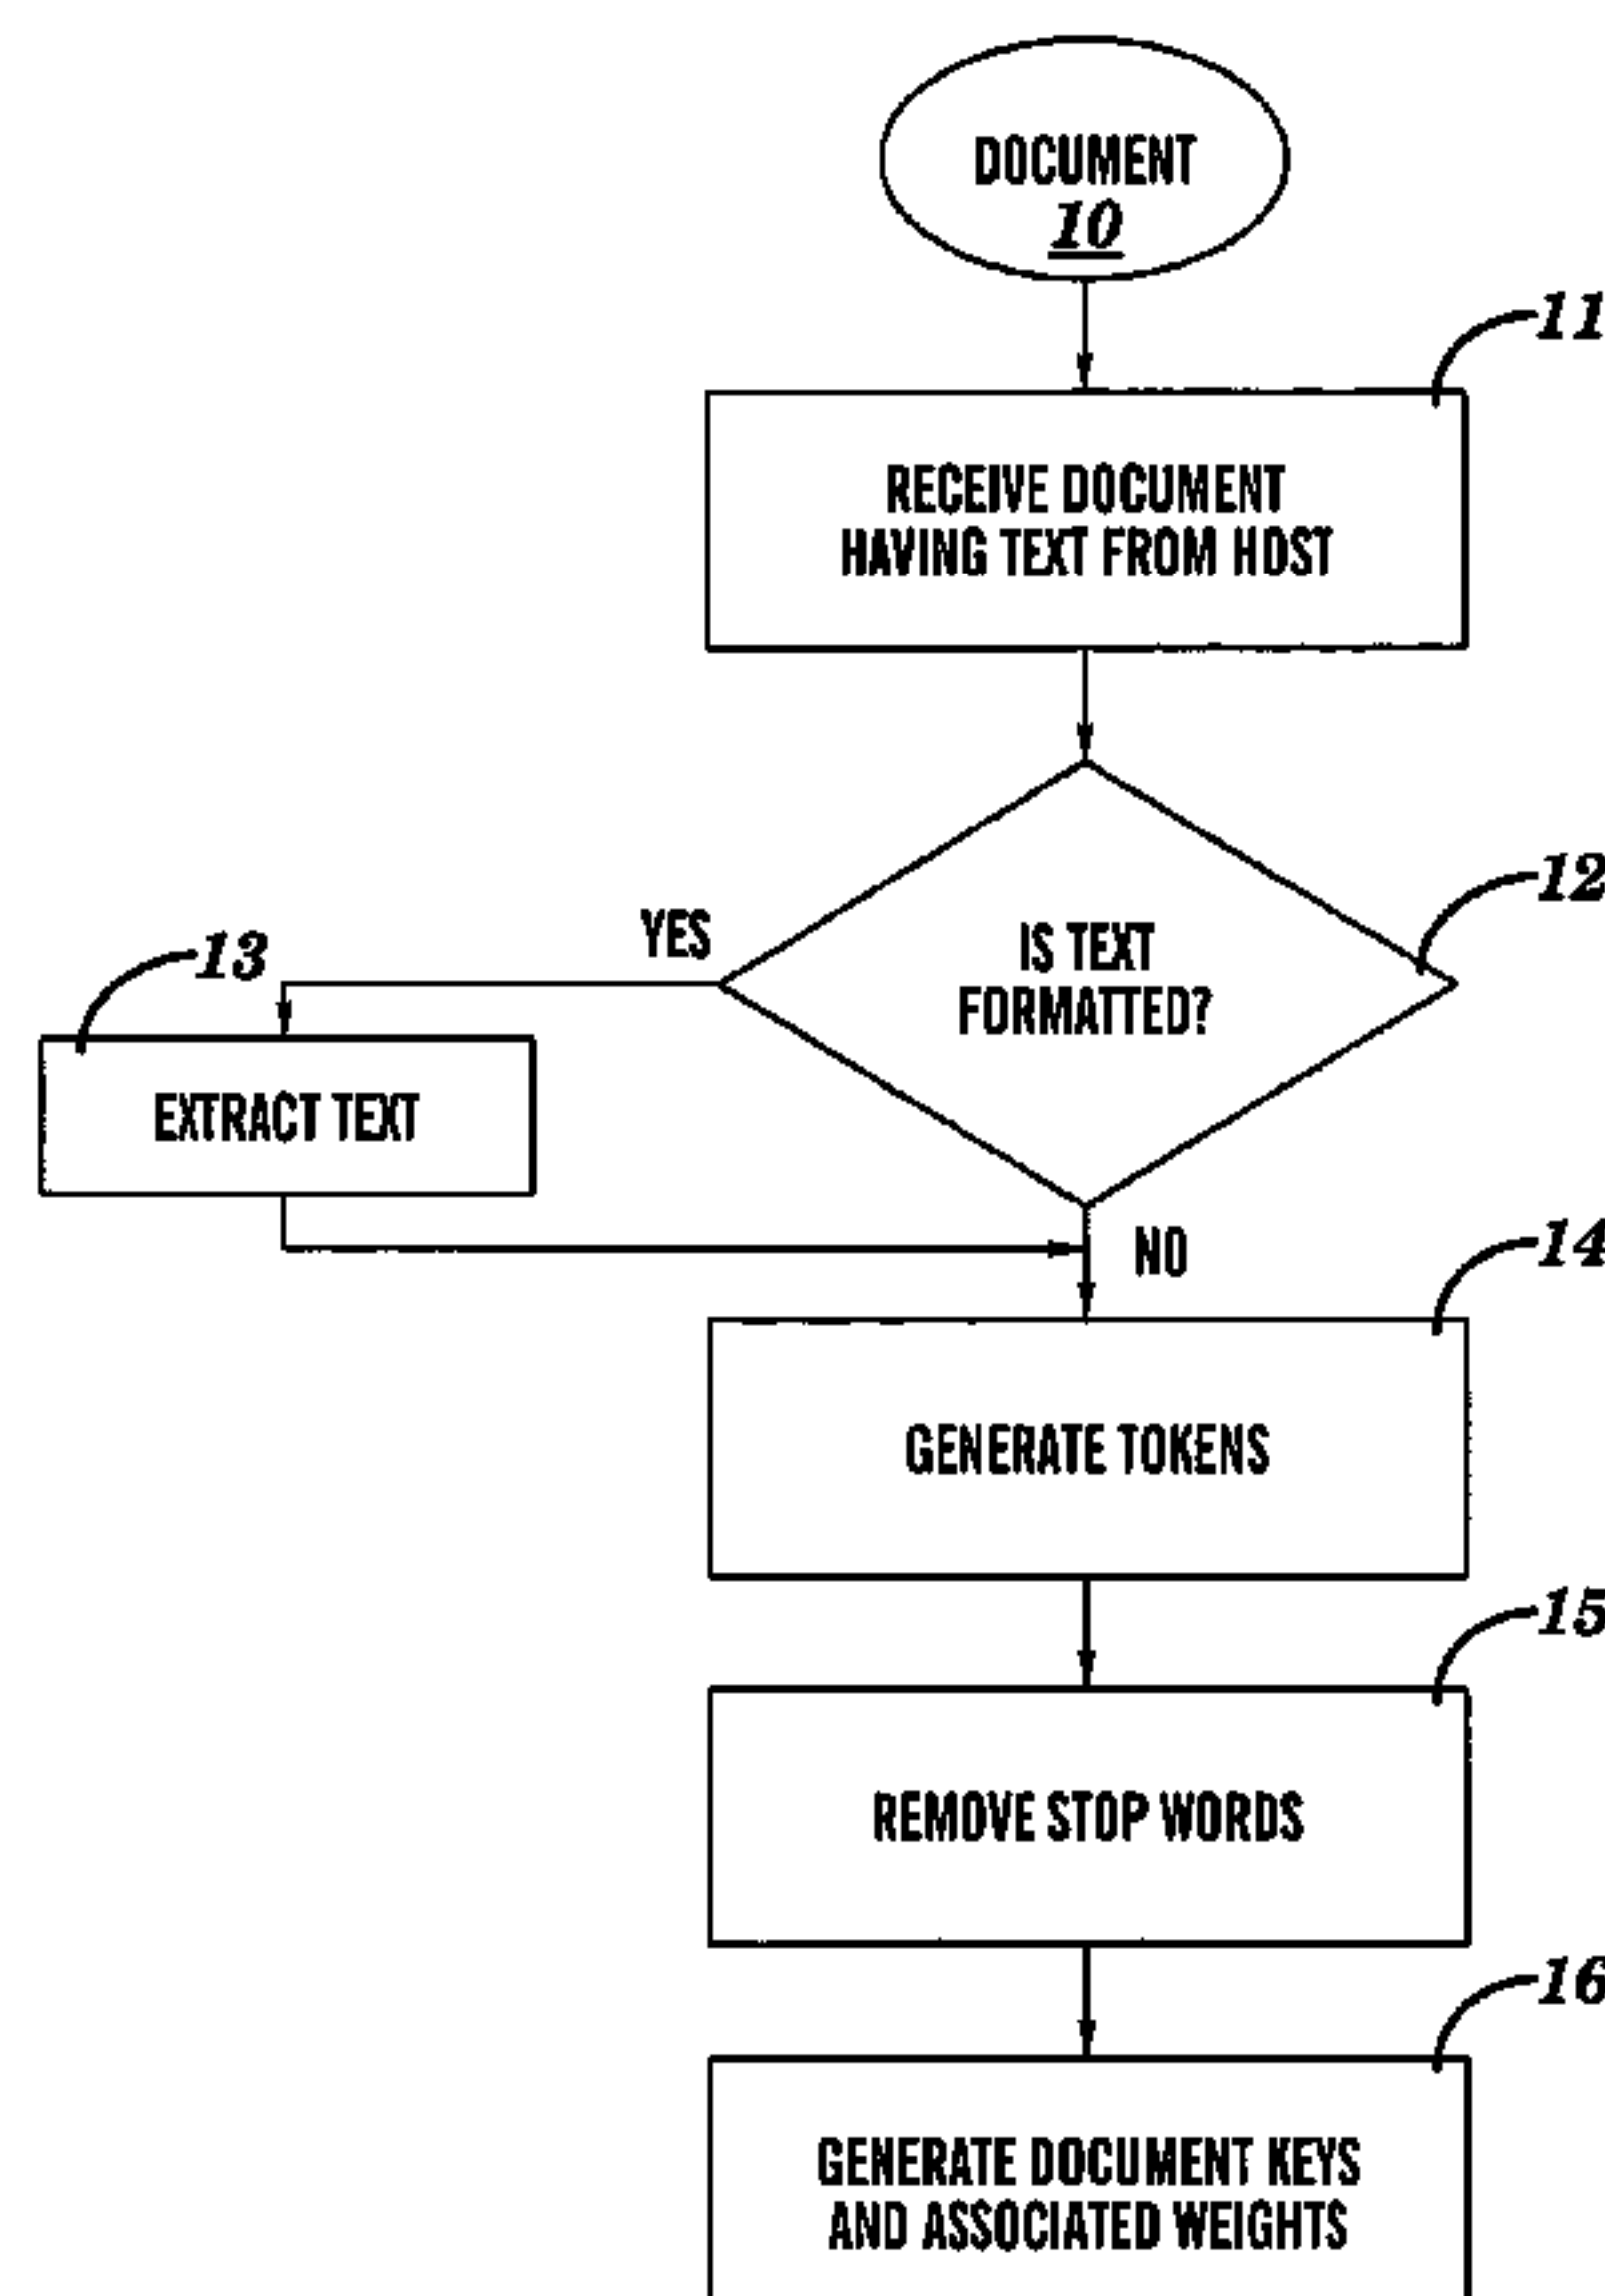 DOCUMENT
10
11
RECEIVE DOCUMENT
HAVING TEXT FROM HOST
12
YES
IS TEXT
FORMATTED?
13
EXTRACT TEXT
NO
14
GENERATE TOKENS
15
REMOVE STOP WORDS
16
GENERATE DOCUMENT KEYS
AND ASSOCIATED WEIGHTS